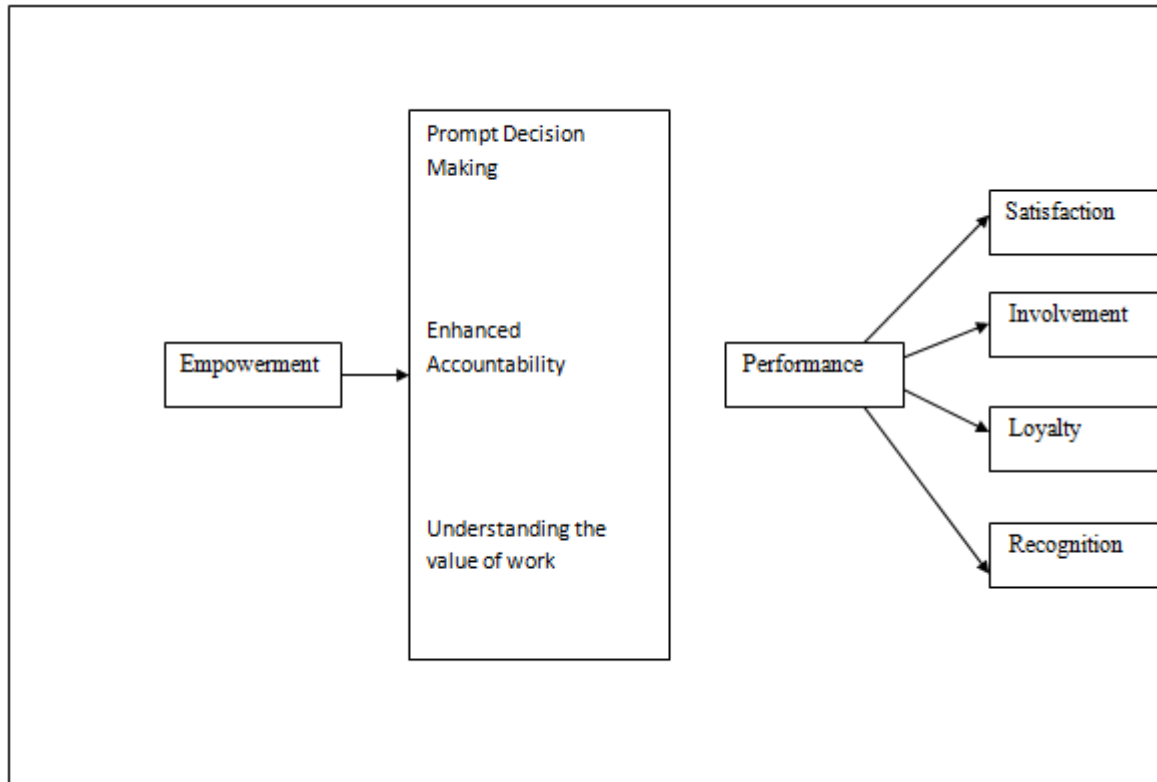 Empowerment
Prompt Decision
Making
Enhanced
Accountability
Understanding the
value of work
Performance
Satisfaction
Involvement
Loyalty
Recognition